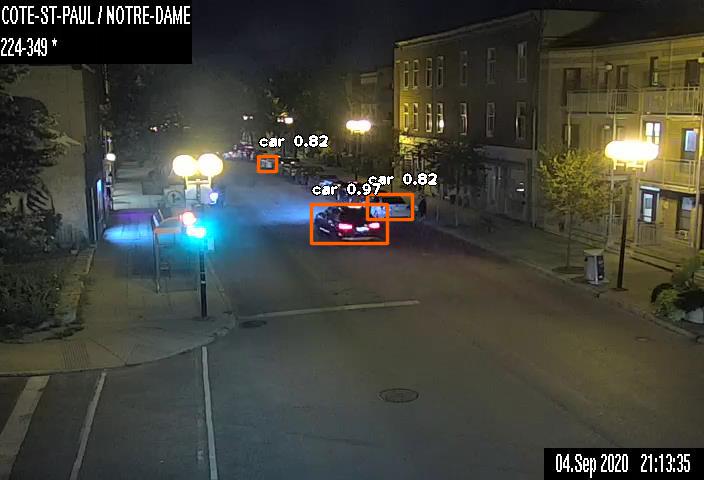 COTE-ST-PAUL / NOTRE-DAME
224-349 *
car 0.82
car 0.82
car 0.97
04.Sep 2020 21:13:35